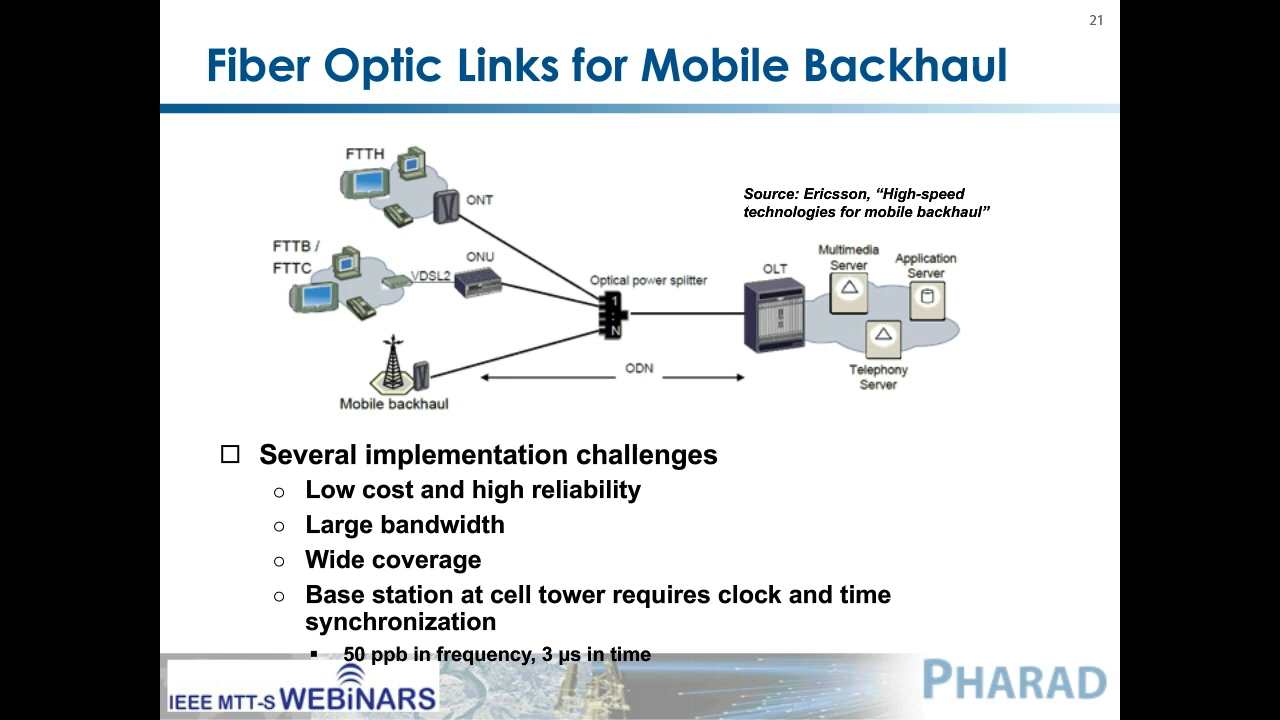 21
Fiber Optic Links for Mobile Backhaul
FTTH
ONT
Source: Ericsson, “High-speed
technologies for mobile backhaul”
FTTB /
FTTC
VDSL2
ONU
Optical power splitter
1
N
OLT
Multimedia
Server
Application
Server
Telephony
Server
ODN
Mobile backhaul
Several implementation challenges
Low cost and high reliability
Large bandwidth
Wide coverage
Base station at cell tower requires clock and time
synchronization
50 ppb in frequency, 3 µs in time
IEEE MTT-S WEBiNARS
PHARAD